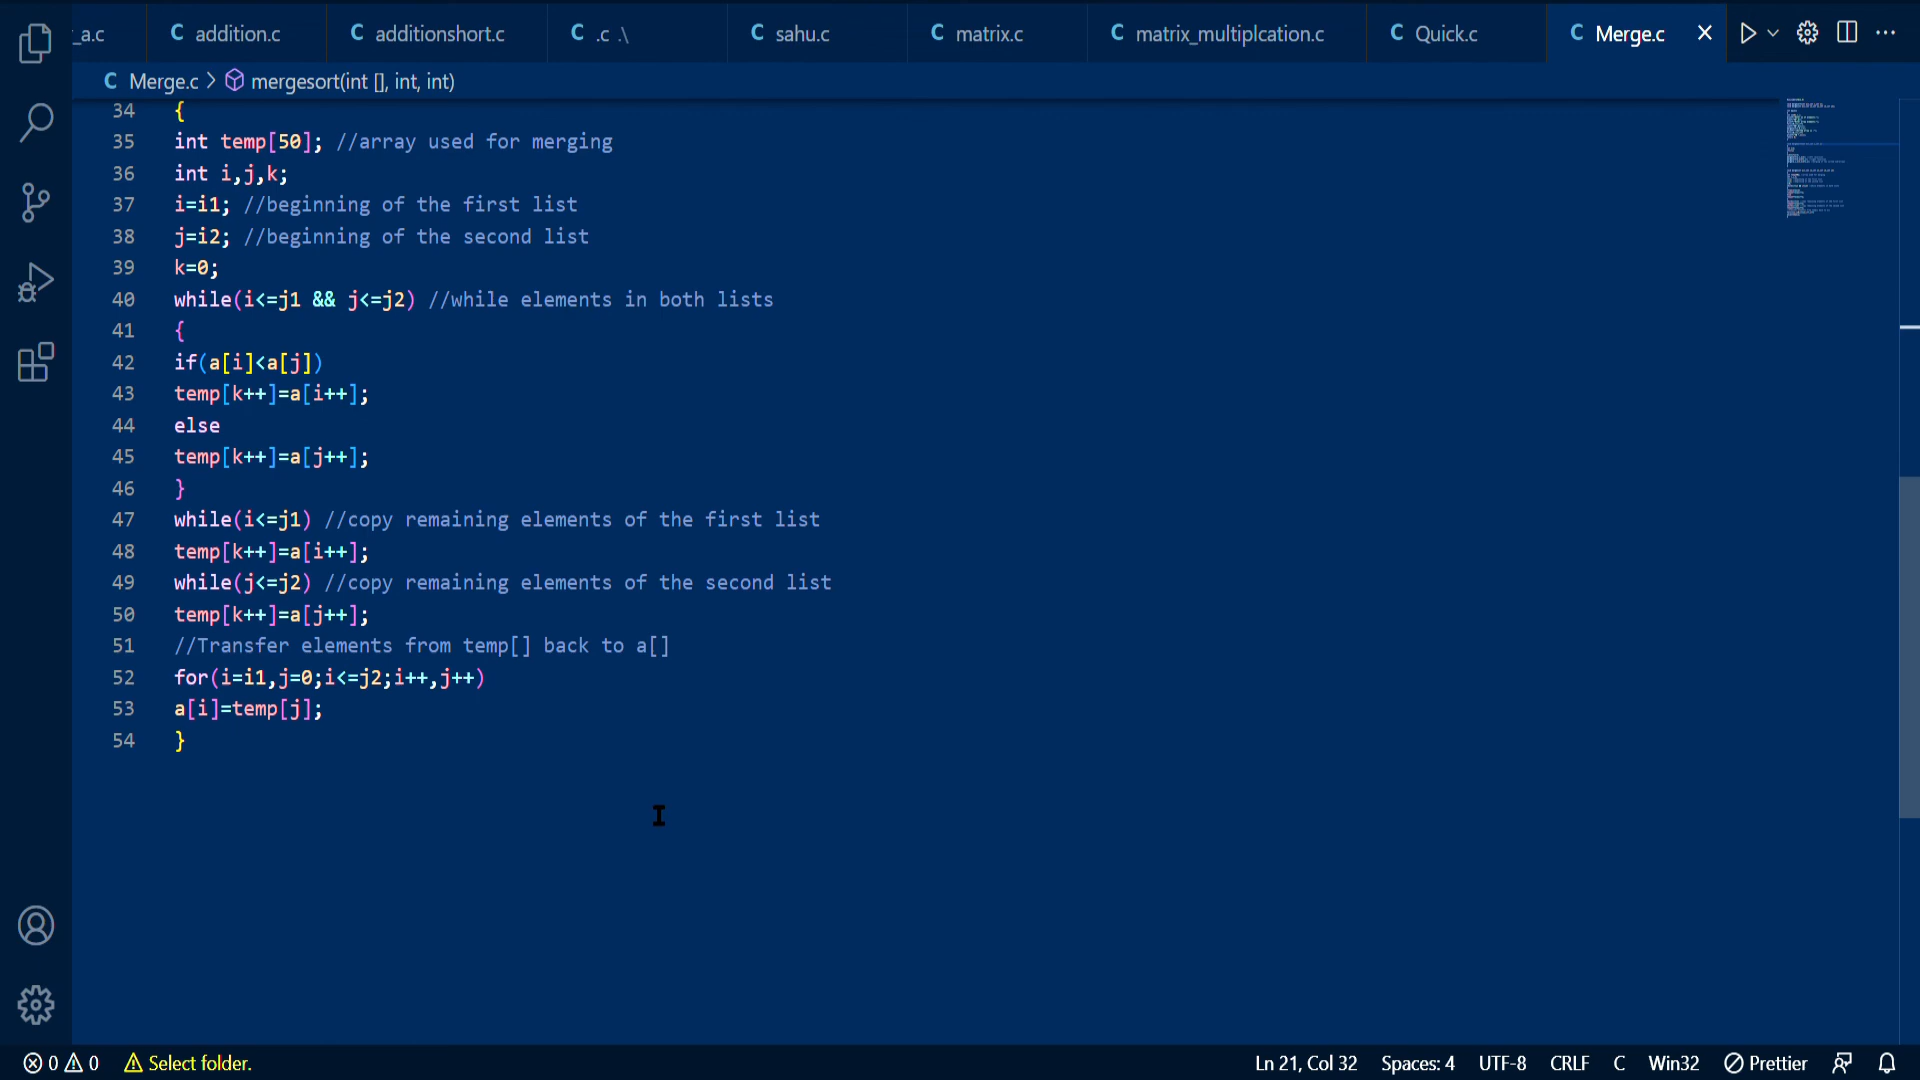 _a.c
C addition.c
C additionshort.c
C .c .\
C sahu.c
C matrix.c
C matrix_multiplcation.c
C Quick.c
C Merge.c
C Merge.c > mergesort(int [], int, int)
34 {
35 int temp[50]; //array used for merging
36 int i,j,k;
37 i=i1; //beginning of the first list
38 j=i2; //beginning of the second list
39 k=0;
40 while(i<=j1 && j<=j2) //while elements in both lists
41 {
42 if(a[i]<a[j])
43 temp[k++]=a[i++];
44 else
45 temp[k++]=a[j++];
46 }
47 while(i<=j1) //copy remaining elements of the first list
48 temp[k++]=a[i++];
49 while(j<=j2) //copy remaining elements of the second list
50 temp[k++]=a[j++];
51 //Transfer elements from temp[] back to a[]
52 for(i=i1,j=0;i<=j2;i++,j++)
53 a[i]=temp[j];
54 }
0 0 Select folder. Ln 21, Col 32 Spaces: 4 UTF-8 CRLF C Win32 Prettier